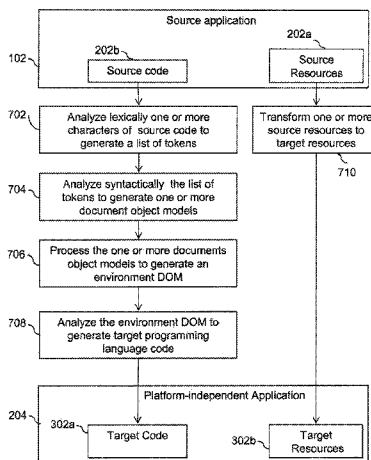 Source application
102
202b
202a
Source code
Source
Resources
702
Analyze lexically one or more
characters of source code to
generate a list of tokens
Transform one or more
source resources to
target resources
710
704
Analyze syntactically the list of
tokens to generate one or more
document object models
706
Process the one or more documents
object models to generate an
environment DOM
708
Analyze the environment DOM to
generate target programming
language code
Platform-independent Application
204
302a
Target Code
302b
Target
Resources